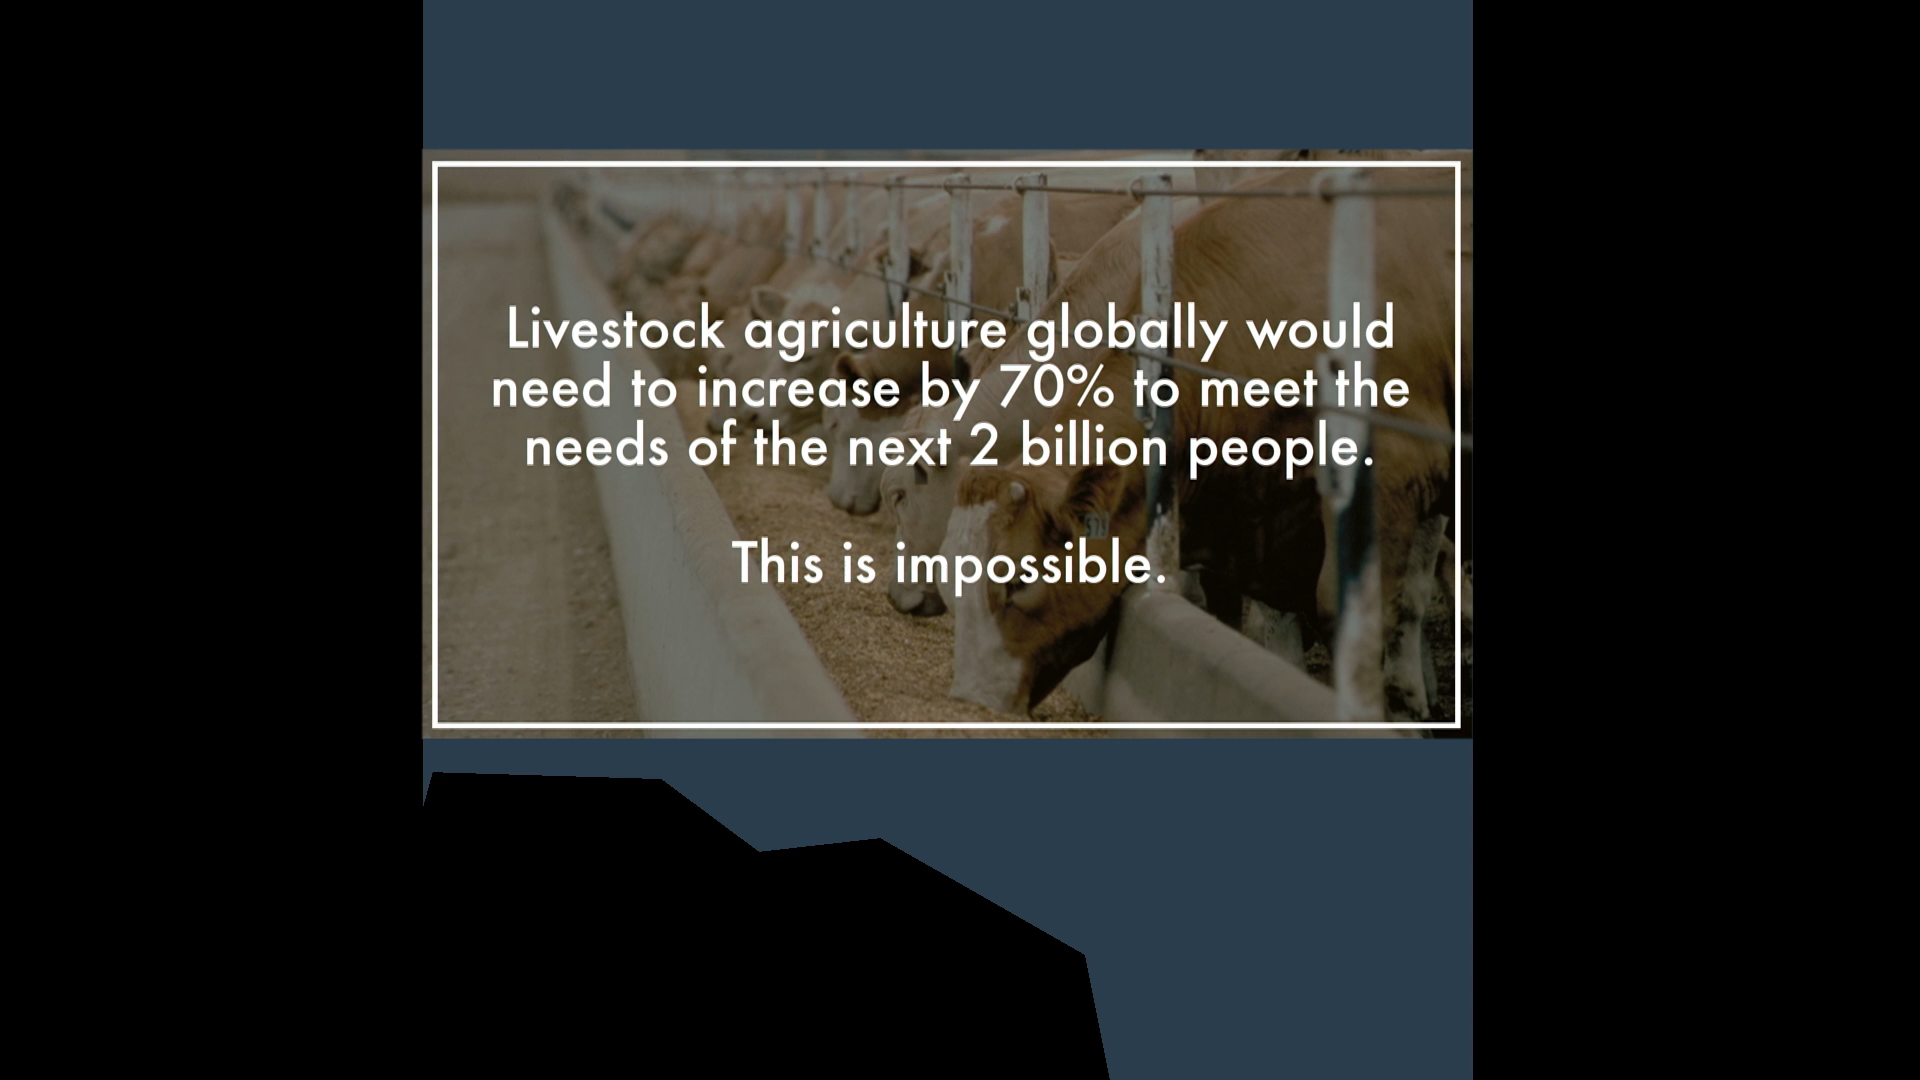 Livestock agriculture globally would
need to increase by 70% to meet the
needs of the next 2 billion people.
This is impossible.
579